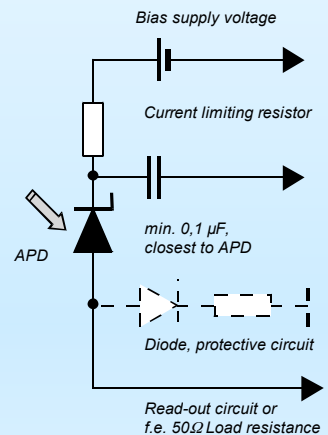 Bias supply voltage
Current limiting resistor
min. 0,1 µF,
closest to APD
APD
Diode, protective circuit
Read-out circuit or
f.e. 50Ω Load resistance